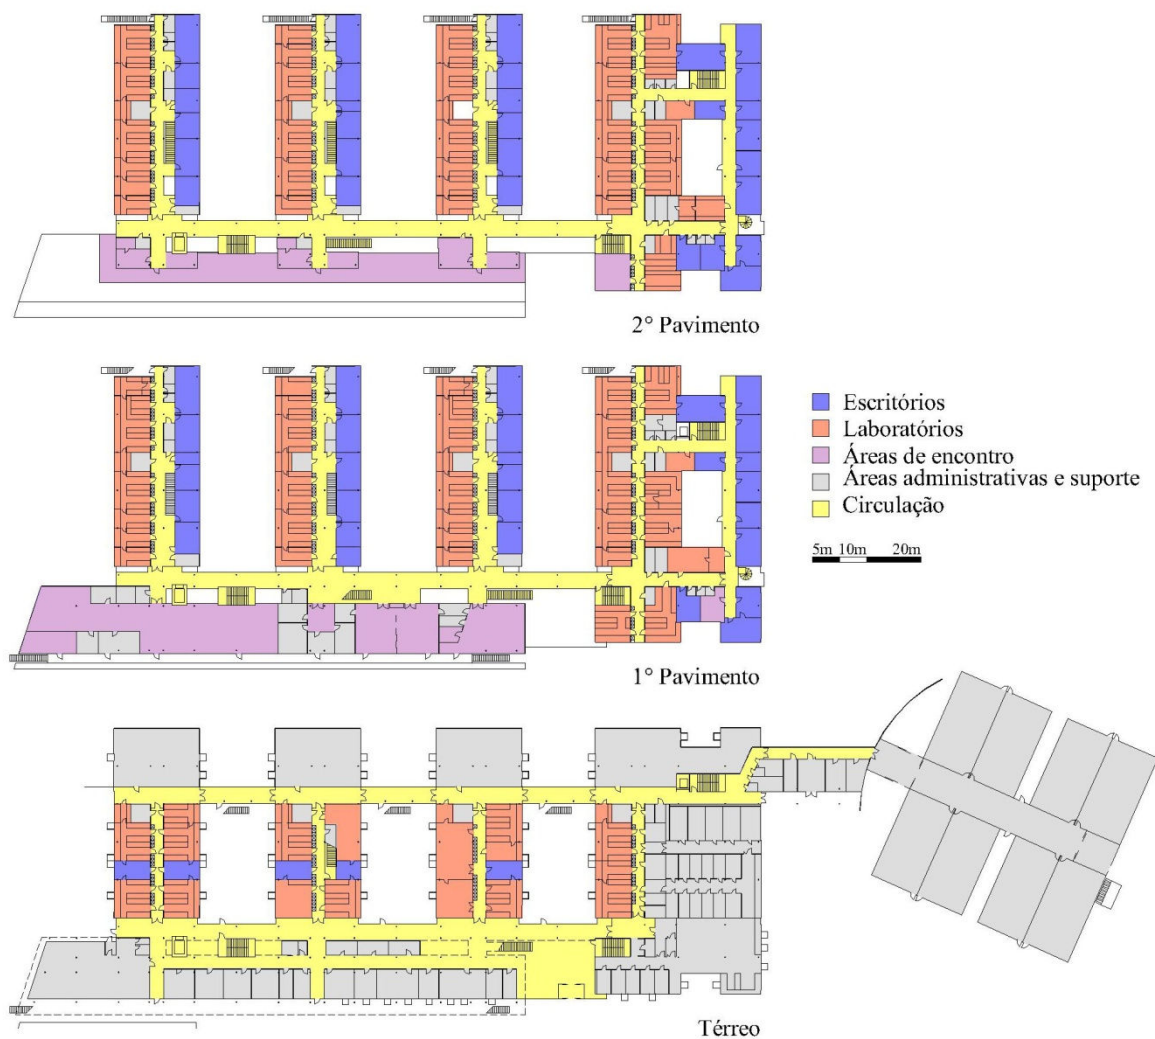 2° Pavimento
1° Pavimento
Escritórios
Laboratórios
Áreas de encontro
Áreas administrativas e suporte
Circulação
5m 10m 20m
Térreo